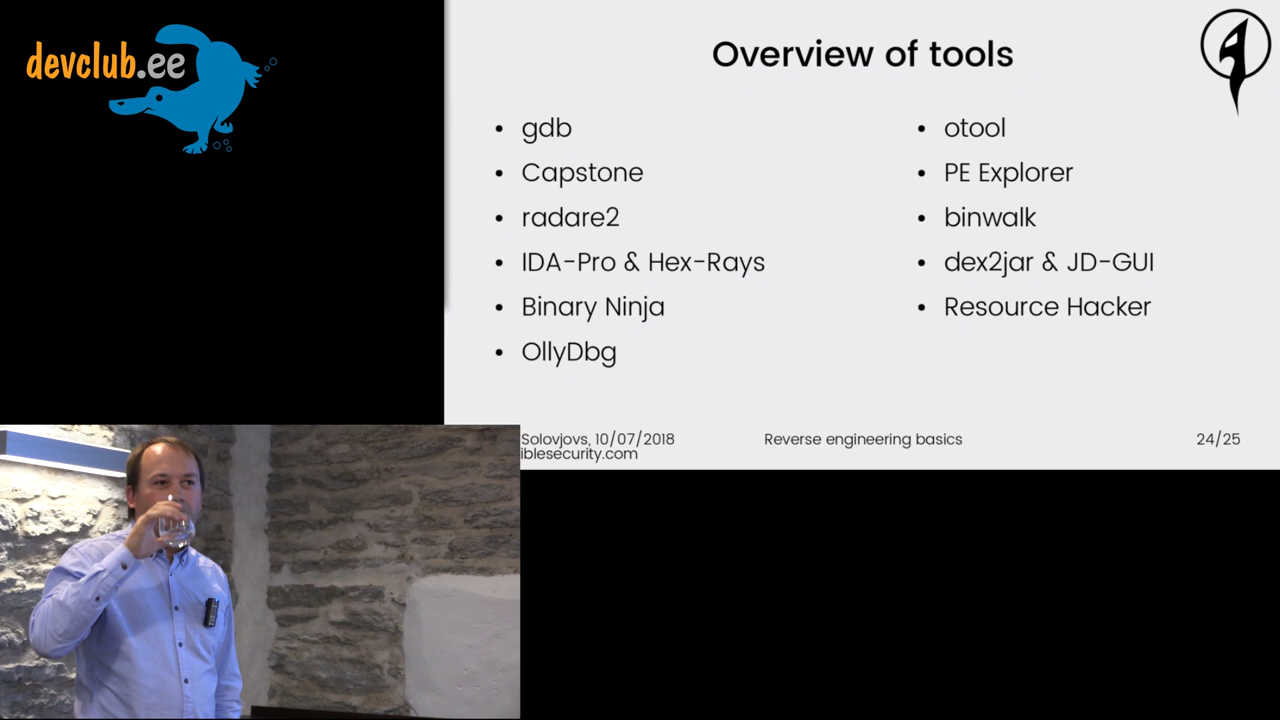 devclub.ee
Overview of tools
• gdb
• Capstone
• radare2
• IDA-Pro & Hex-Rays
• Binary Ninja
• OllyDbg
• otool
• PE Explorer
• binwalk
• dex2jar & JD-GUI
• Resource Hacker
Solovjovs, 10/07/2018
iblesecurity.com
Reverse engineering basics
24/25